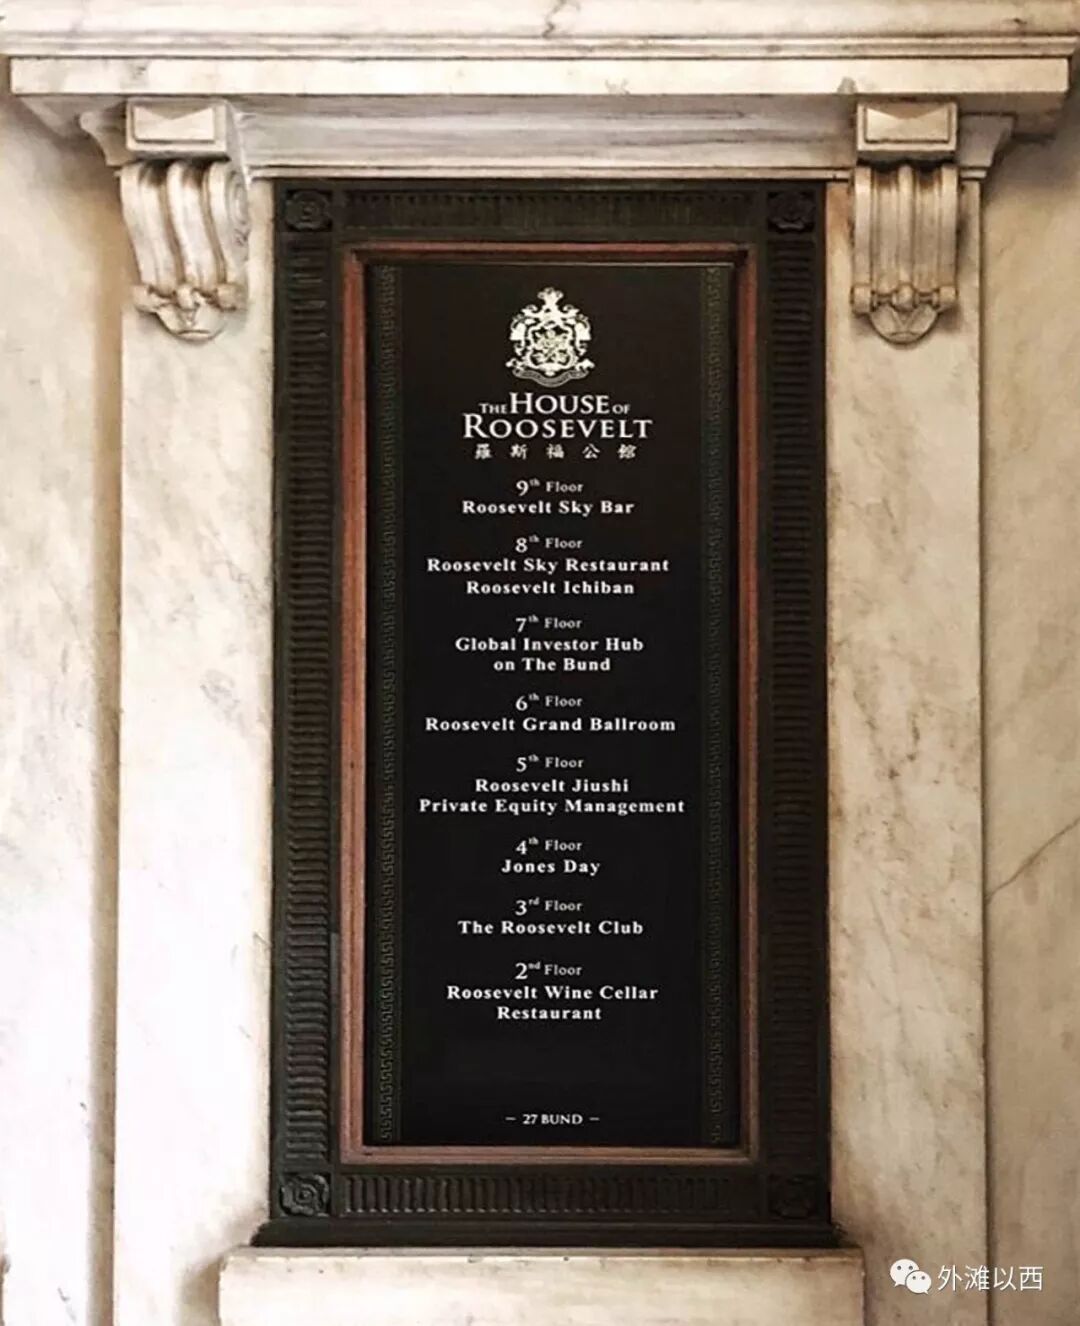 THE HOUSE OF
ROOSEVELT
羅斯福公館
9th Floor
Roosevelt Sky Bar
8th Floor
Roosevelt Sky Restaurant
Roosevelt Ichiban
7th Floor
Global Investor Hub
on The Bund
6th Floor
Roosevelt Grand Ballroom
5th Floor
Roosevelt Jiushi
Private Equity Management
4th Floor
Jones Day
3rd Floor
The Roosevelt Club
2nd Floor
Roosevelt Wine Cellar
Restaurant
– 27 BUND –
外滩以西